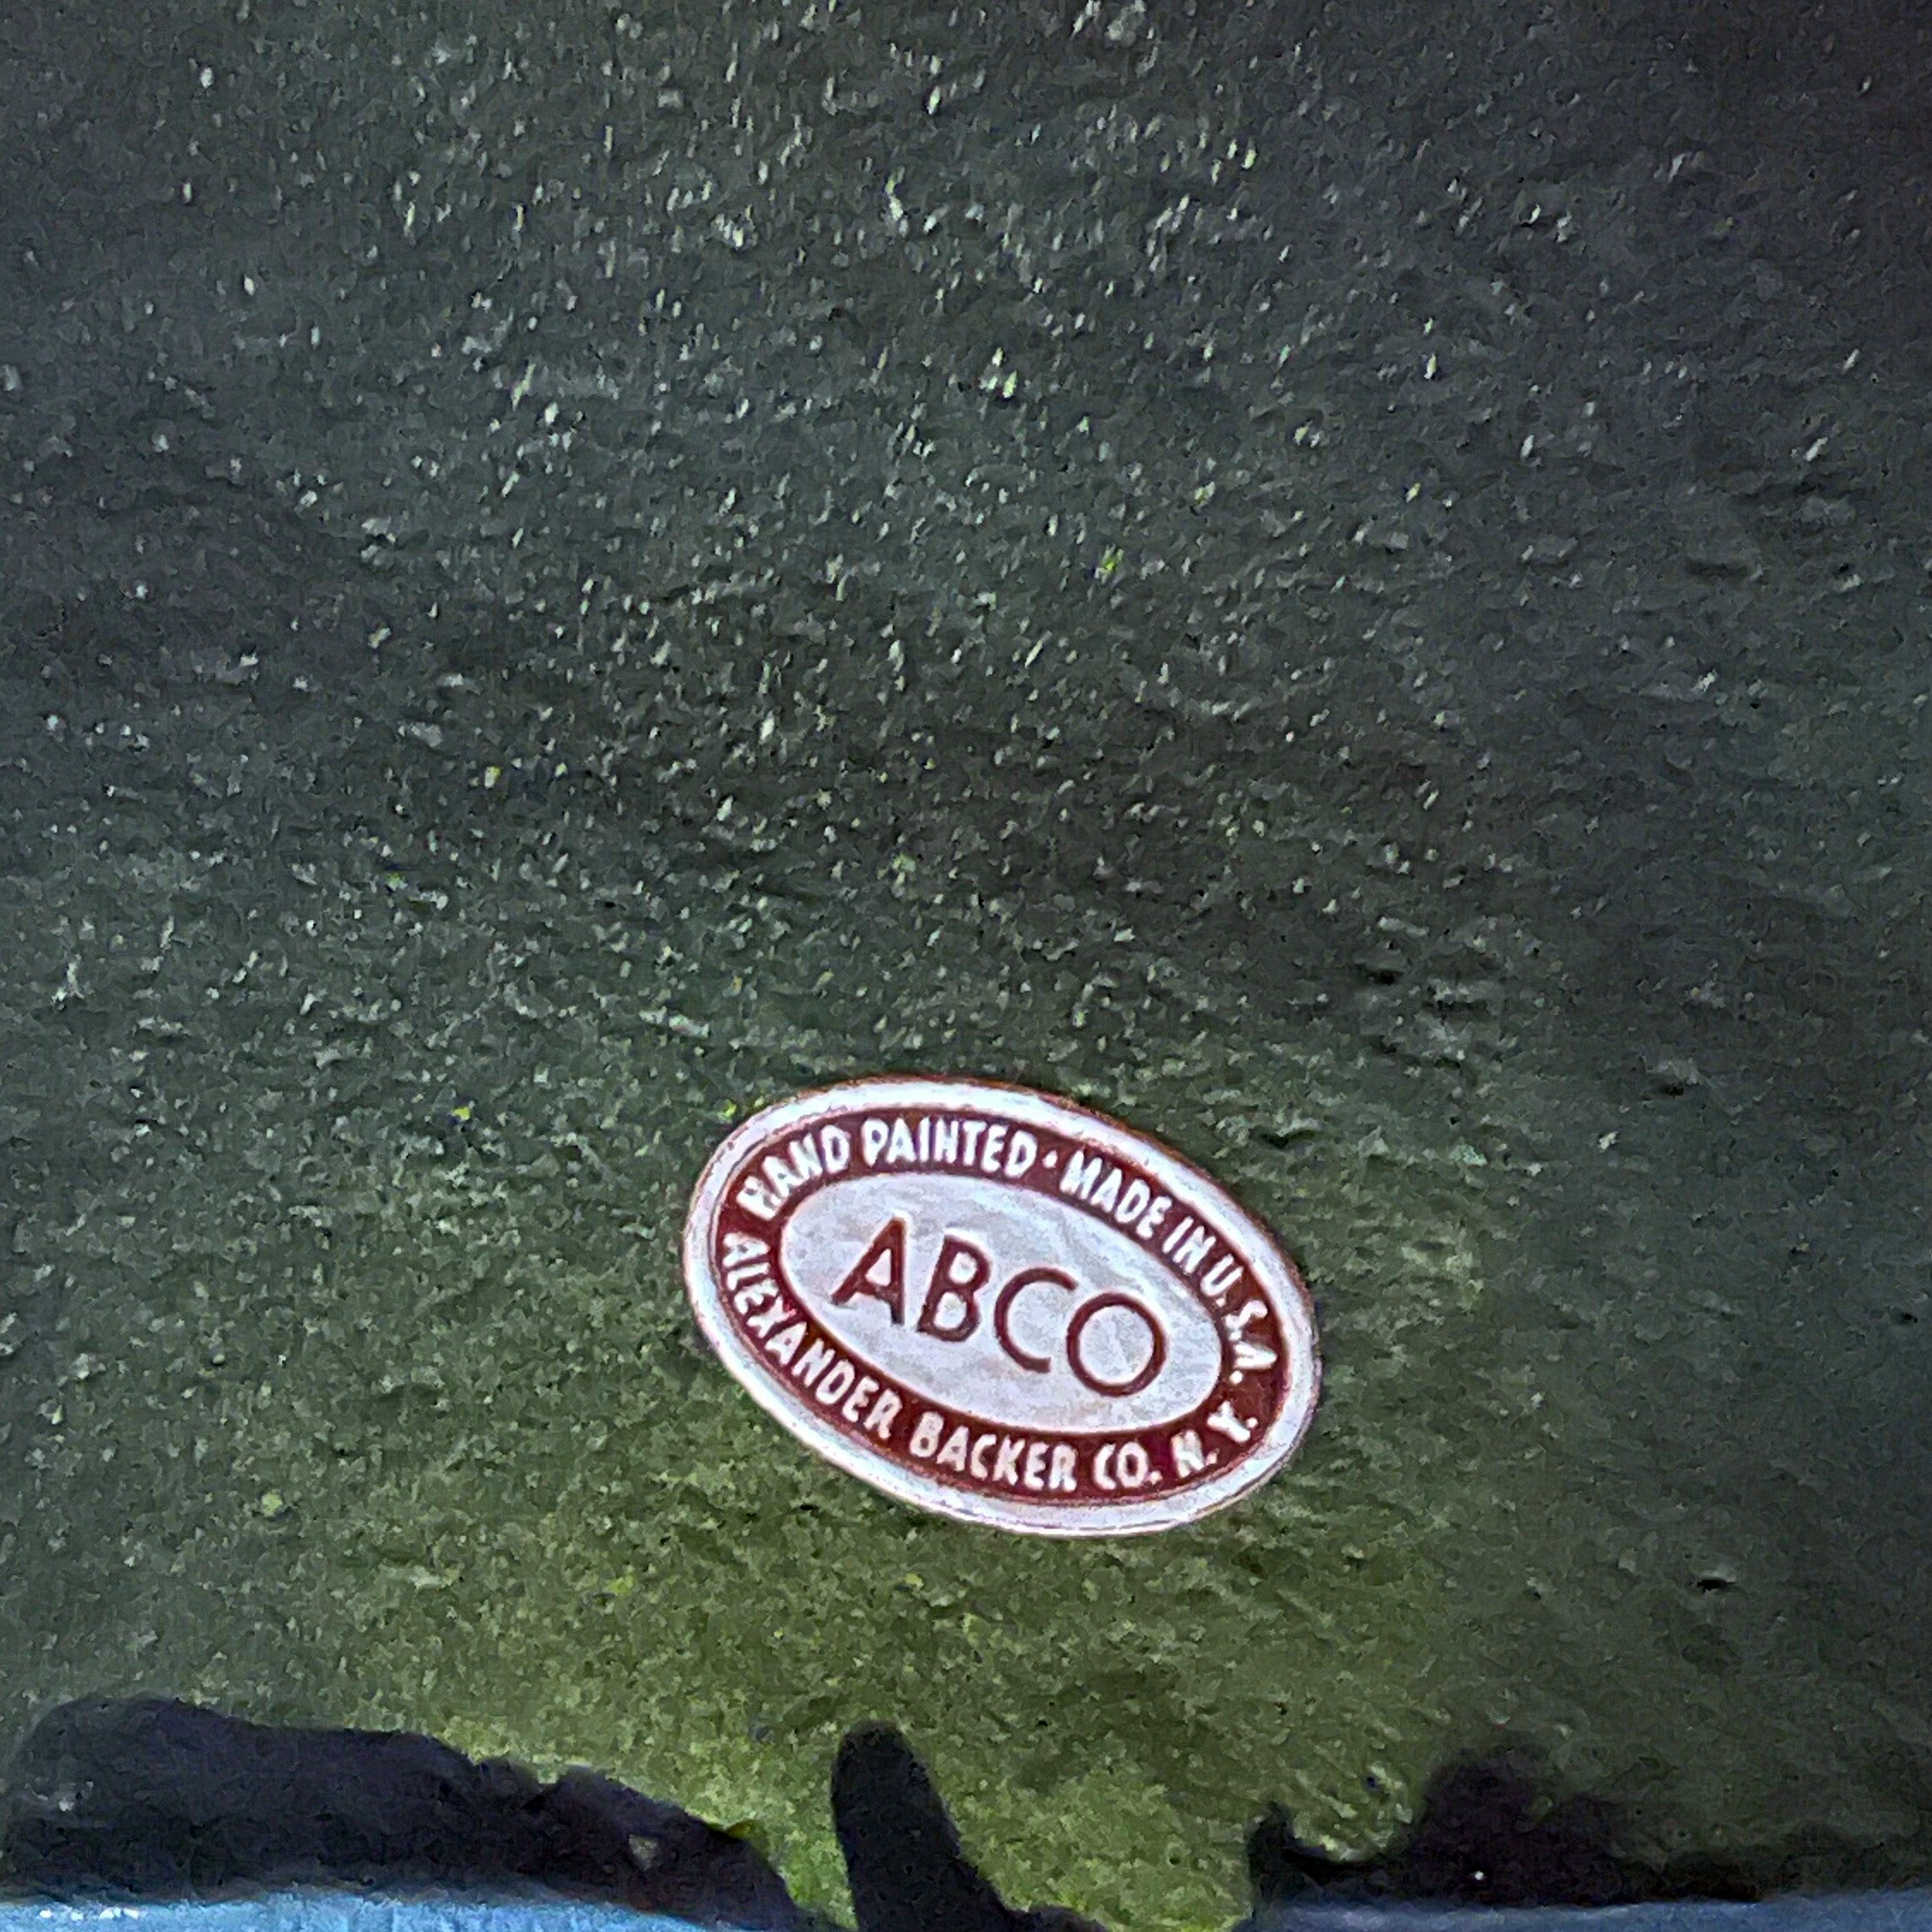 HAND PAINTED · MADE IN U.S.A.
ABCO
ALEXANDER BACKER CO. N. Y.